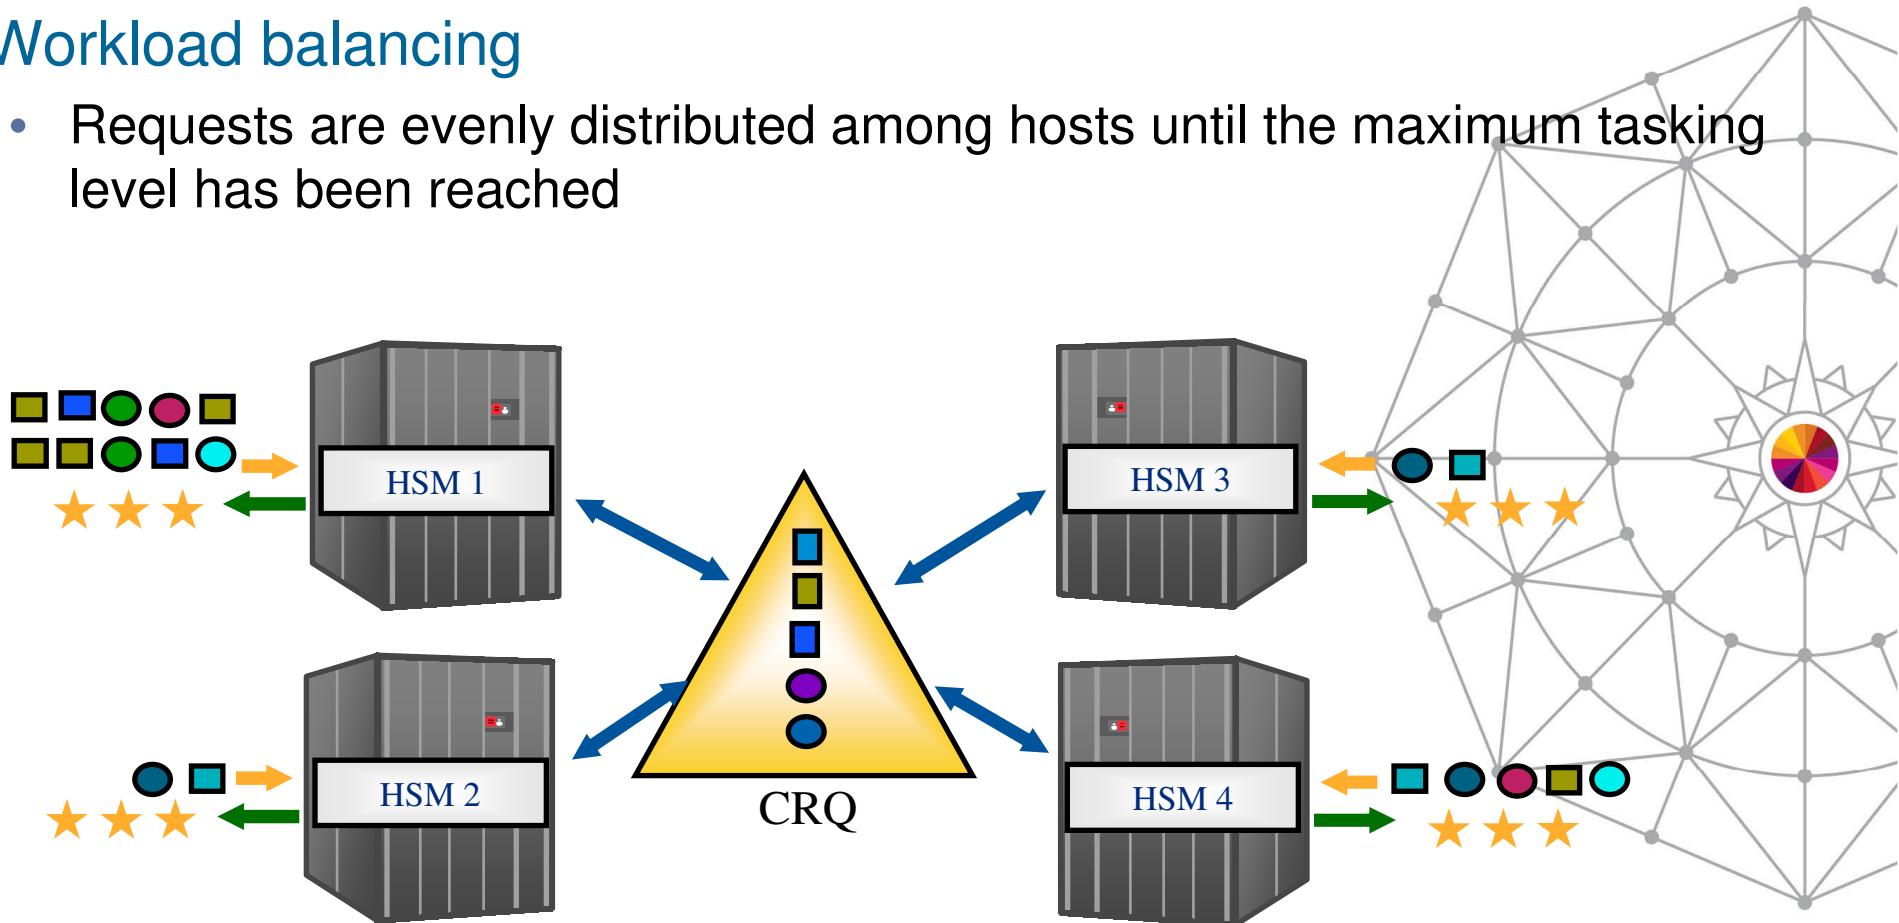 Workload balancing
• Requests are evenly distributed among hosts until the maximum tasking
level has been reached
HSM 1
HSM 3
HSM 2
HSM 4
CRQ